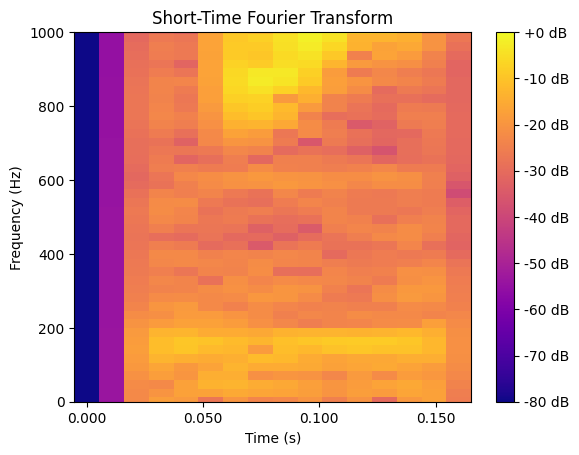 Short-Time Fourier Transform
1000
800
600
400
200
0
Frequency (Hz)
0.000
0.050
0.100
0.150
Time (s)
+0 dB
-10 dB
-20 dB
-30 dB
-40 dB
-50 dB
-60 dB
-70 dB
-80 dB